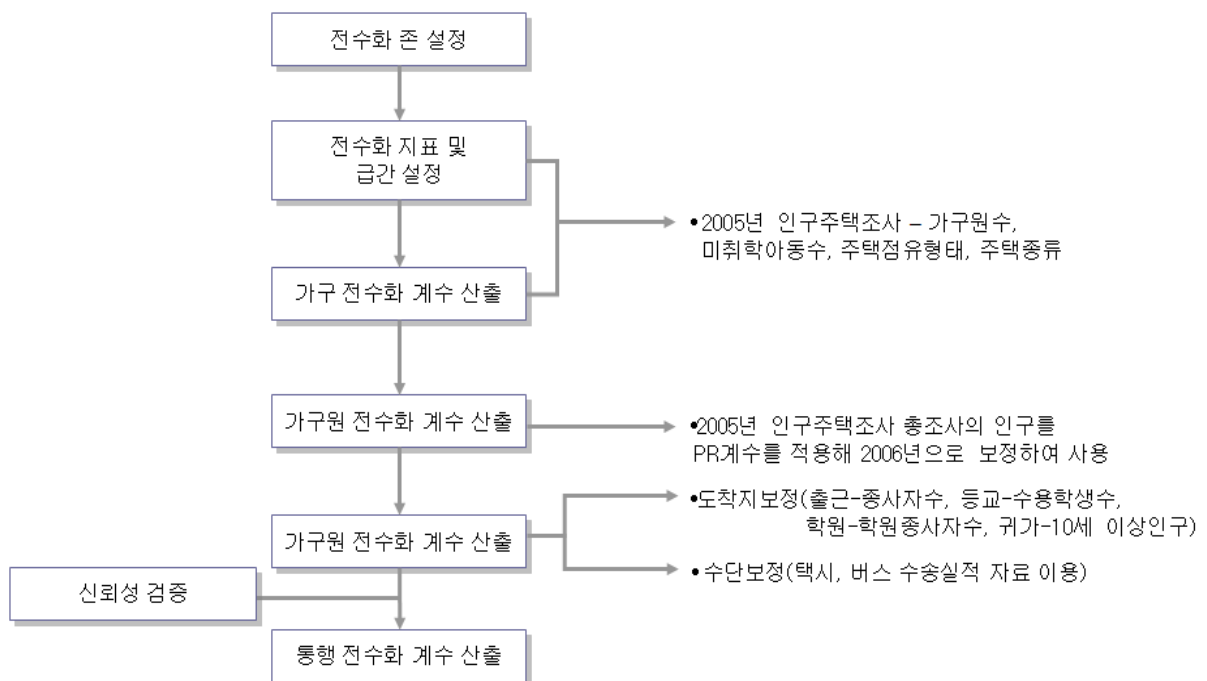 전수화 존 설정
전수화 지표 및
급간 설정
•2005년 인구주택조사 – 가구원수,
미취학아동수, 주택점유형태, 주택종류
가구 전수화 계수 산출
가구원 전수화 계수 산출
•2005년 인구주택조사 총조사의 인구를
PR계수를 적용해 2006년으로 보정하여 사용
•도착지보정(출근-종사자수, 등교-수용학생수,
학원-학원종사자수, 귀가-10세 이상인구)
가구원 전수화 계수 산출
•수단보정(택시, 버스 수송실적 자료 이용)
신뢰성 검증
통행 전수화 계수 산출